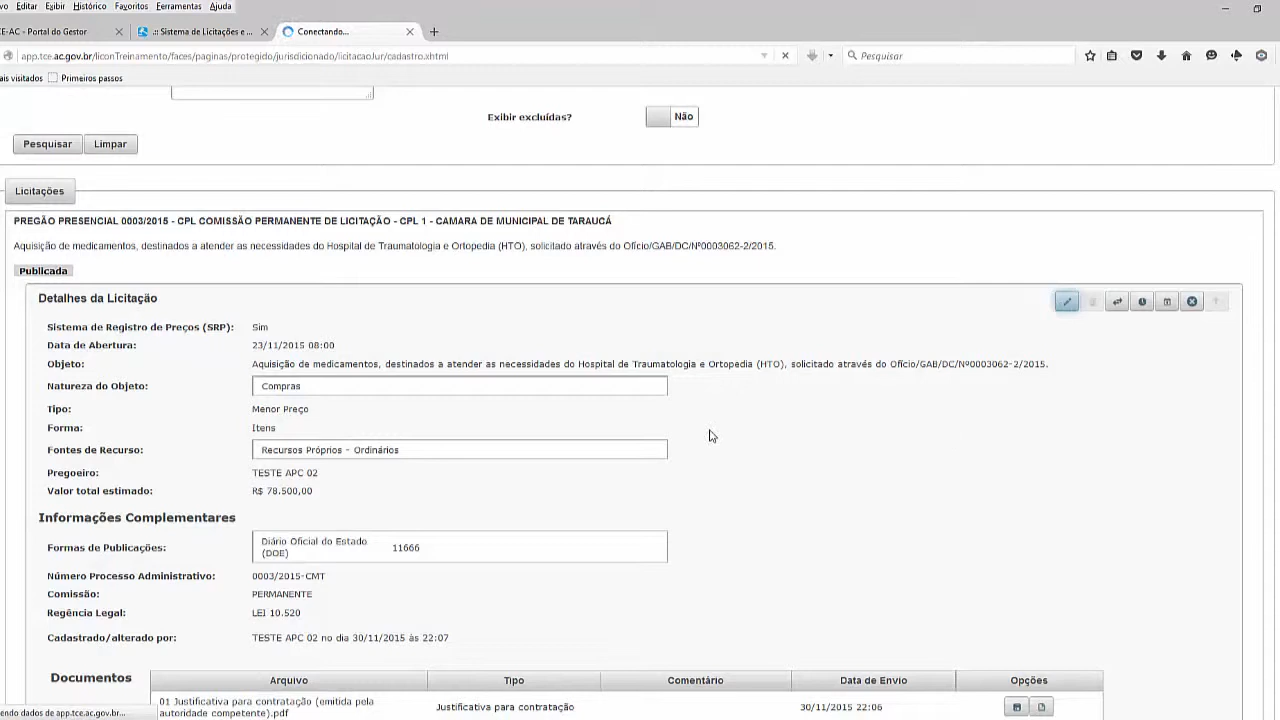 vo Editar Exibir Histórico Favoritos Ferramentas Ajuda
CE-AC - Portal do Gestor .:: Sistema de Licitações e ... Conectando...
app.tce.ac.gov.br/liconTreinamento/faces/paginas/protegido/jurisdicionado/licitacaoJur/cadastro.xhtml Pesquisar
ais visitados Primeiros passos
Exibir excluídas? Não
Pesquisar Limpar
Licitações
PREGÃO PRESENCIAL 0003/2015 - CPL COMISSÃO PERMANENTE DE LICITAÇÃO - CPL 1 - CAMARA DE MUNICIPAL DE TARAUCÁ
Aquisição de medicamentos, destinados a atender as necessidades do Hospital de Traumatologia e Ortopedia (HTO), solicitado através do Ofício/GAB/DC/Nº0003062-2/2015.
Publicada
Detalhes da Licitação
Sistema de Registro de Preços (SRP): Sim
Data de Abertura: 23/11/2015 08:00
Objeto: Aquisição de medicamentos, destinados a atender as necessidades do Hospital de Traumatologia e Ortopedia (HTO), solicitado através do Ofício/GAB/DC/Nº0003062-2/2015.
Natureza do Objeto: Compras
Tipo: Menor Preço
Forma: Itens
Fontes de Recurso: Recursos Próprios - Ordinários
Pregoeiro: TESTE APC 02
Valor total estimado: R$ 78.500,00
Informações Complementares
Formas de Publicações: Diário Oficial do Estado (DOE) 11666
Número Processo Administrativo: 0003/2015-CMT
Comissão: PERMANENTE
Regência Legal: LEI 10.520
Cadastrado/alterado por: TESTE APC 02 no dia 30/11/2015 às 22:07
Documentos Arquivo Tipo Comentário Data de Envio Opções
01 Justificativa para contratação (emitida pela autoridade competente).pdf Justificativa para contratação 30/11/2015 22:06
endo dados de app.tce.ac.gov.br...